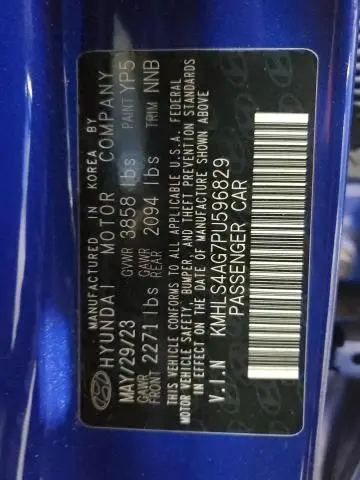 MANUFACTURED IN KOREA BY
HYUNDAI MOTOR COMPANY
MAY/29/23 GVWR 3858 lbs PAINT YP5
GAWR FRONT 2271 lbs GAWR REAR 2094 lbs TRIM NNB
THIS VEHICLE CONFORMS TO ALL APPLICABLE U.S.A. FEDERAL
MOTOR VEHICLE SAFETY, BUMPER, AND THEFT PREVENTION STANDARDS
IN EFFECT ON THE DATE OF MANUFACTURE SHOWN ABOVE
V.I.N KMHLS4AG7PU596829
PASSENGER CAR